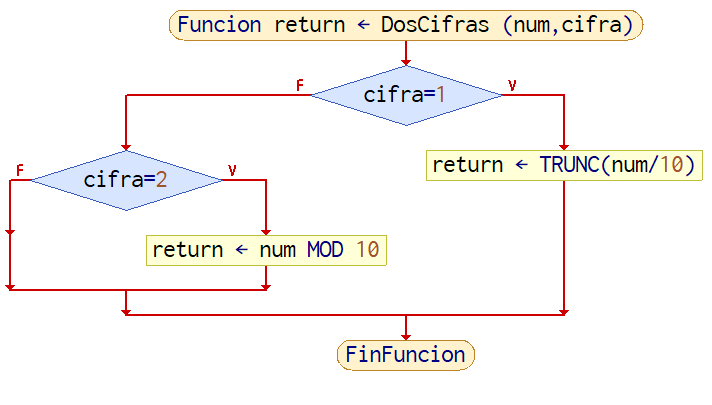 Funcion return ← DosCifras (num,cifra)
F
cifra=1
V
F
cifra=2
V
return ← TRUNC(num/10)
return ← num MOD 10
FinFuncion